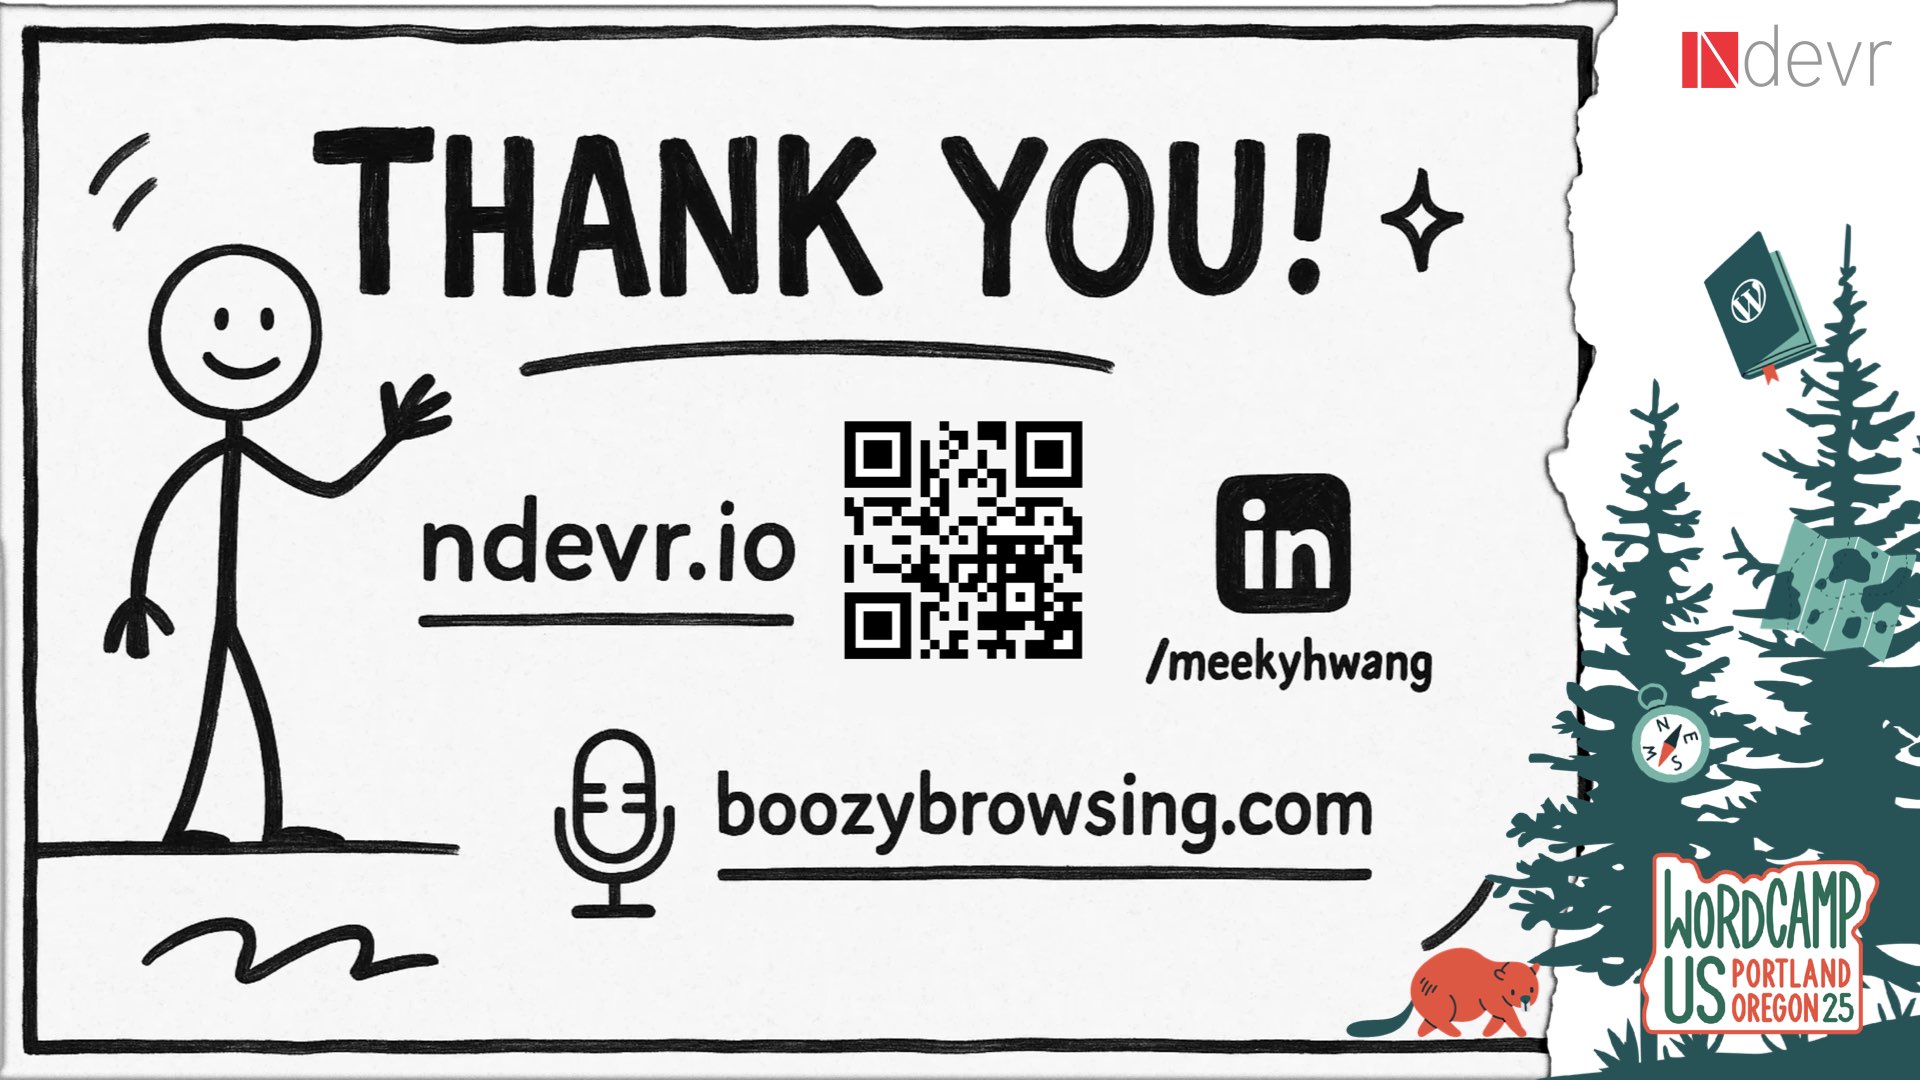 THANK YOU!
ndevr.io
in
/meekyhwang
boozybrowsing.com
Ndevr
W
N
E
S
W
WORDCAMP
US PORTLAND
OREGON 25